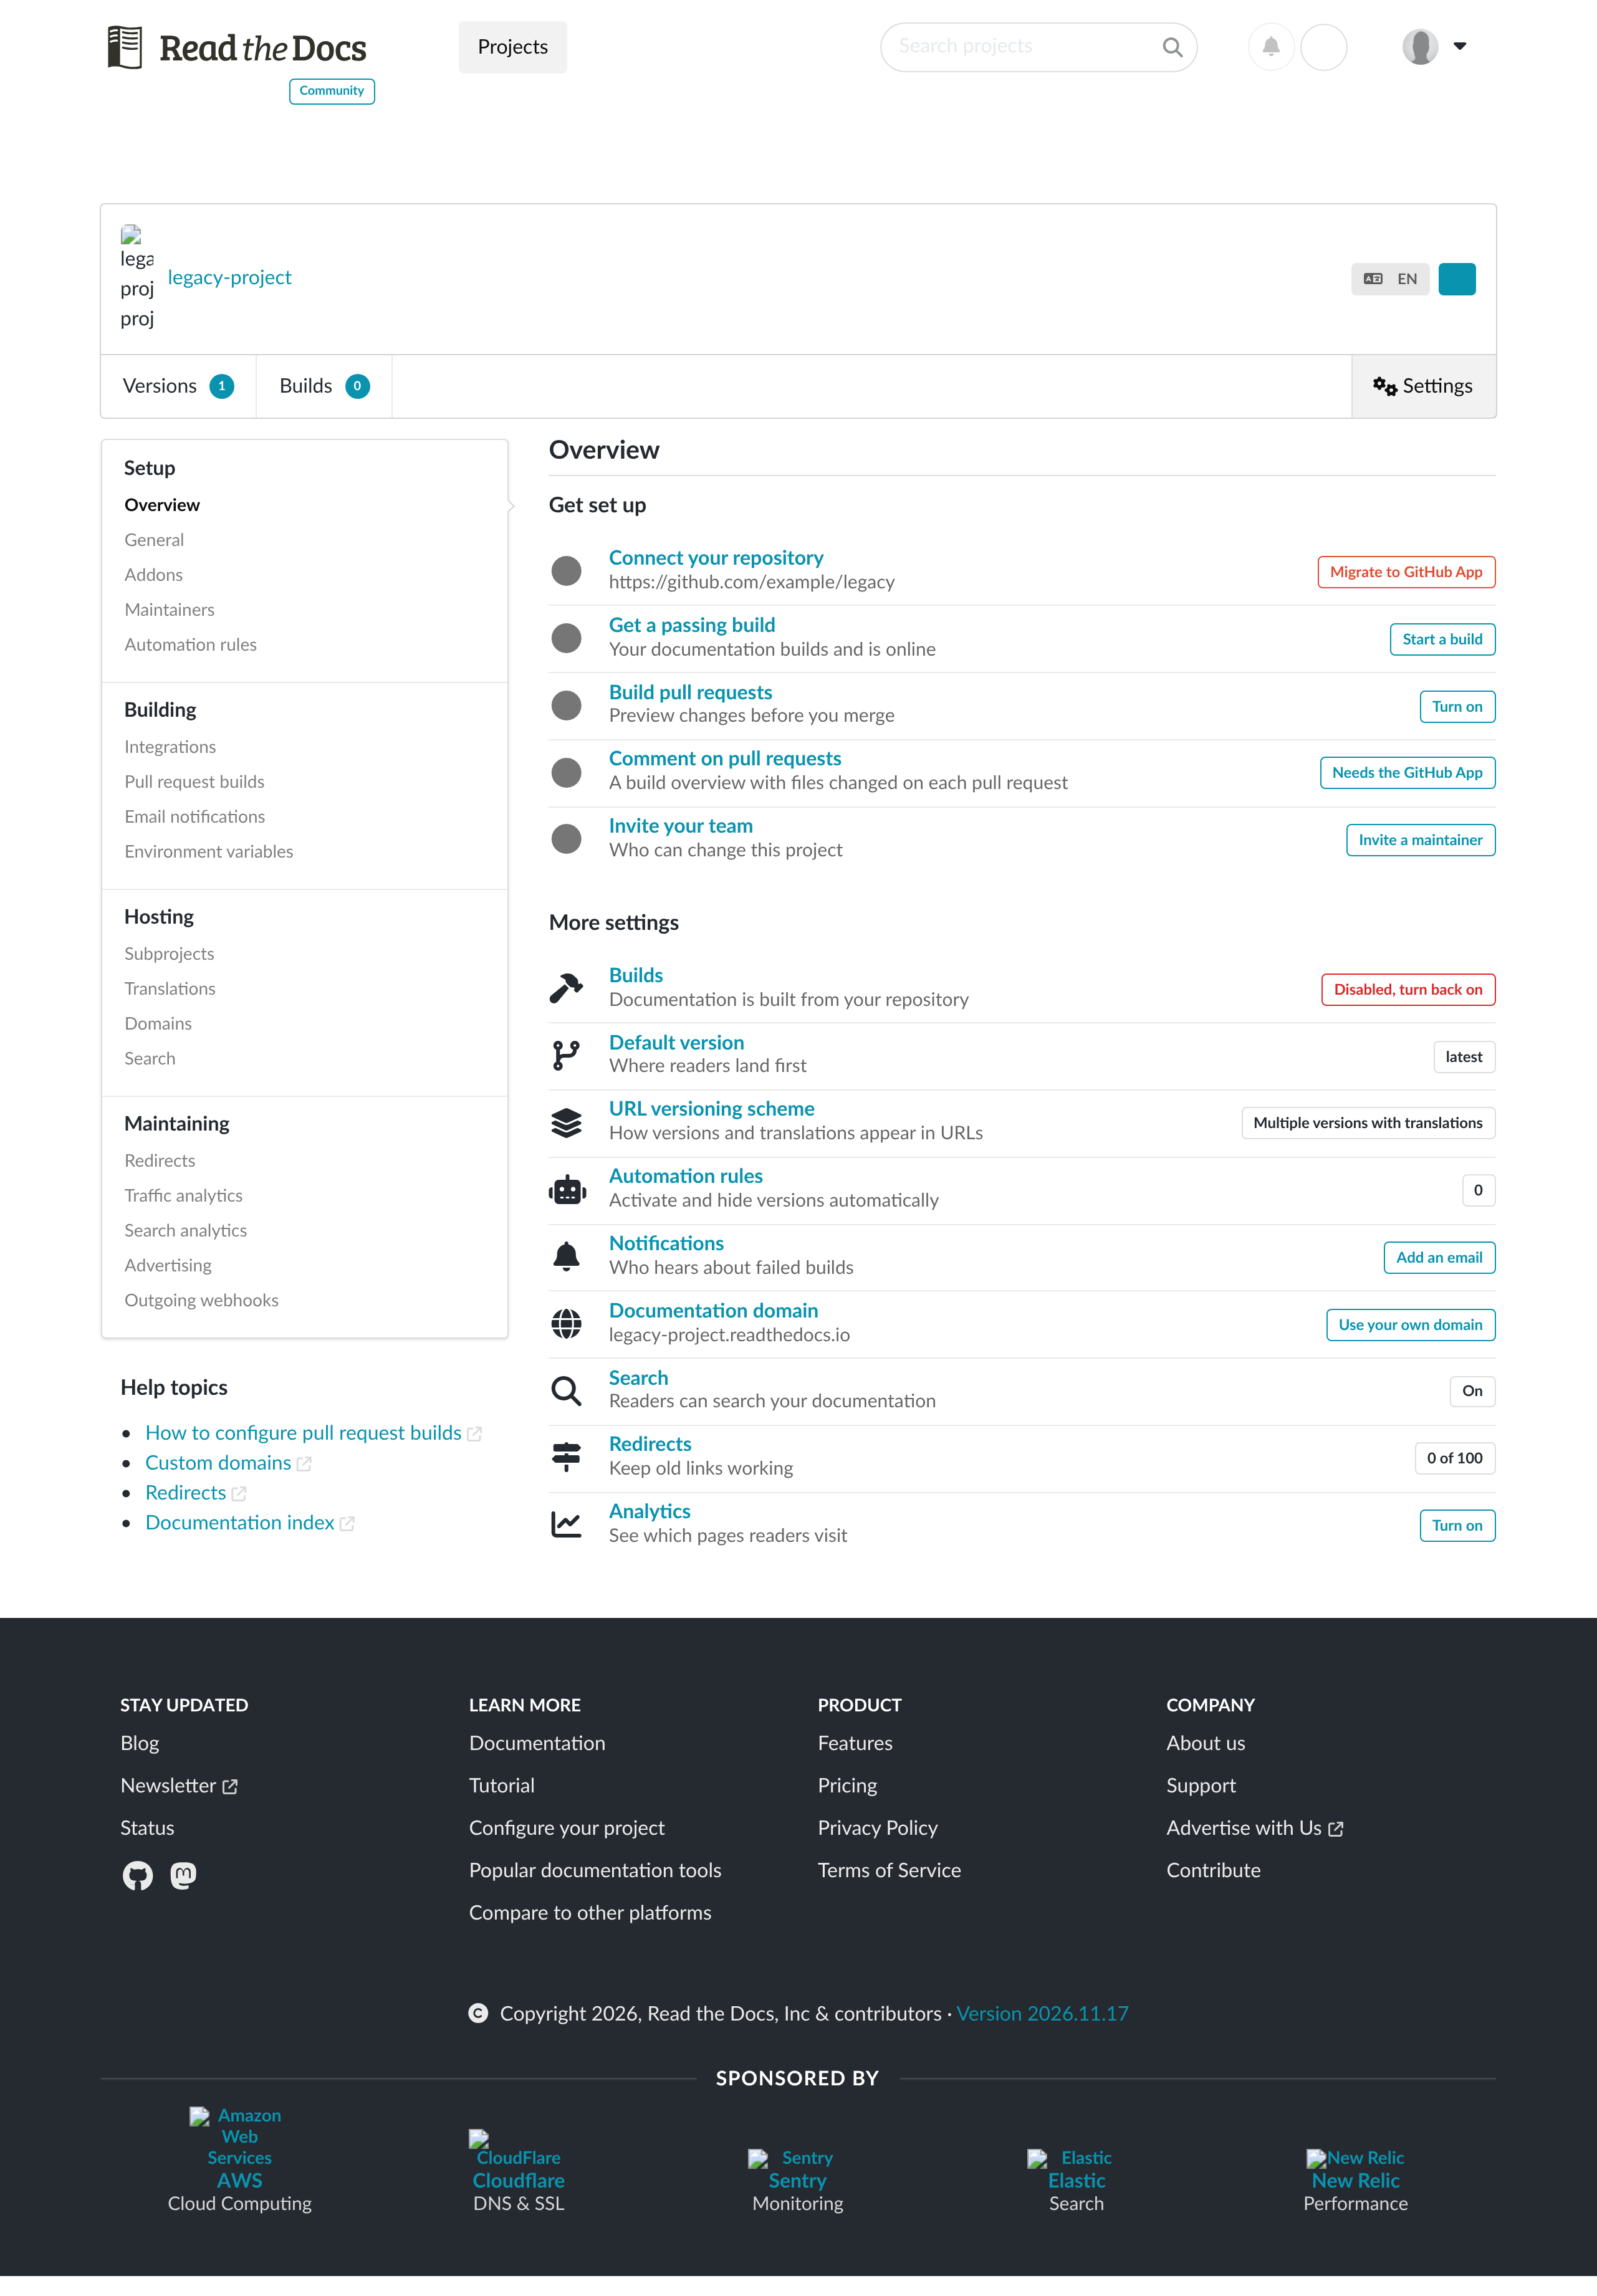 Read the Docs
Community
Projects
Search projects
lega
proj
proj
legacy-project
EN
Versions 1
Builds 0
Settings
Setup
Overview
General
Addons
Maintainers
Automation rules
Building
Integrations
Pull request builds
Email notifications
Environment variables
Hosting
Subprojects
Translations
Domains
Search
Maintaining
Redirects
Traffic analytics
Search analytics
Advertising
Outgoing webhooks
Help topics
How to configure pull request builds
Custom domains
Redirects
Documentation index
Overview
Get set up
Connect your repository
https://github.com/example/legacy
Migrate to GitHub App
Get a passing build
Your documentation builds and is online
Start a build
Build pull requests
Preview changes before you merge
Turn on
Comment on pull requests
A build overview with files changed on each pull request
Needs the GitHub App
Invite your team
Who can change this project
Invite a maintainer
More settings
Builds
Documentation is built from your repository
Disabled, turn back on
Default version
Where readers land first
latest
URL versioning scheme
How versions and translations appear in URLs
Multiple versions with translations
Automation rules
Activate and hide versions automatically
0
Notifications
Who hears about failed builds
Add an email
Documentation domain
legacy-project.readthedocs.io
Use your own domain
Search
Readers can search your documentation
On
Redirects
Keep old links working
0 of 100
Analytics
See which pages readers visit
Turn on
STAY UPDATED
Blog
Newsletter
Status
LEARN MORE
Documentation
Tutorial
Configure your project
Popular documentation tools
Compare to other platforms
PRODUCT
Features
Pricing
Privacy Policy
Terms of Service
COMPANY
About us
Support
Advertise with Us
Contribute
Copyright 2026, Read the Docs, Inc & contributors · Version 2026.11.17
SPONSORED BY
Amazon
Web
Services
AWS
Cloud Computing
CloudFlare
Cloudflare
DNS & SSL
Sentry
Sentry
Monitoring
Elastic
Elastic
Search
New Relic
New Relic
Performance